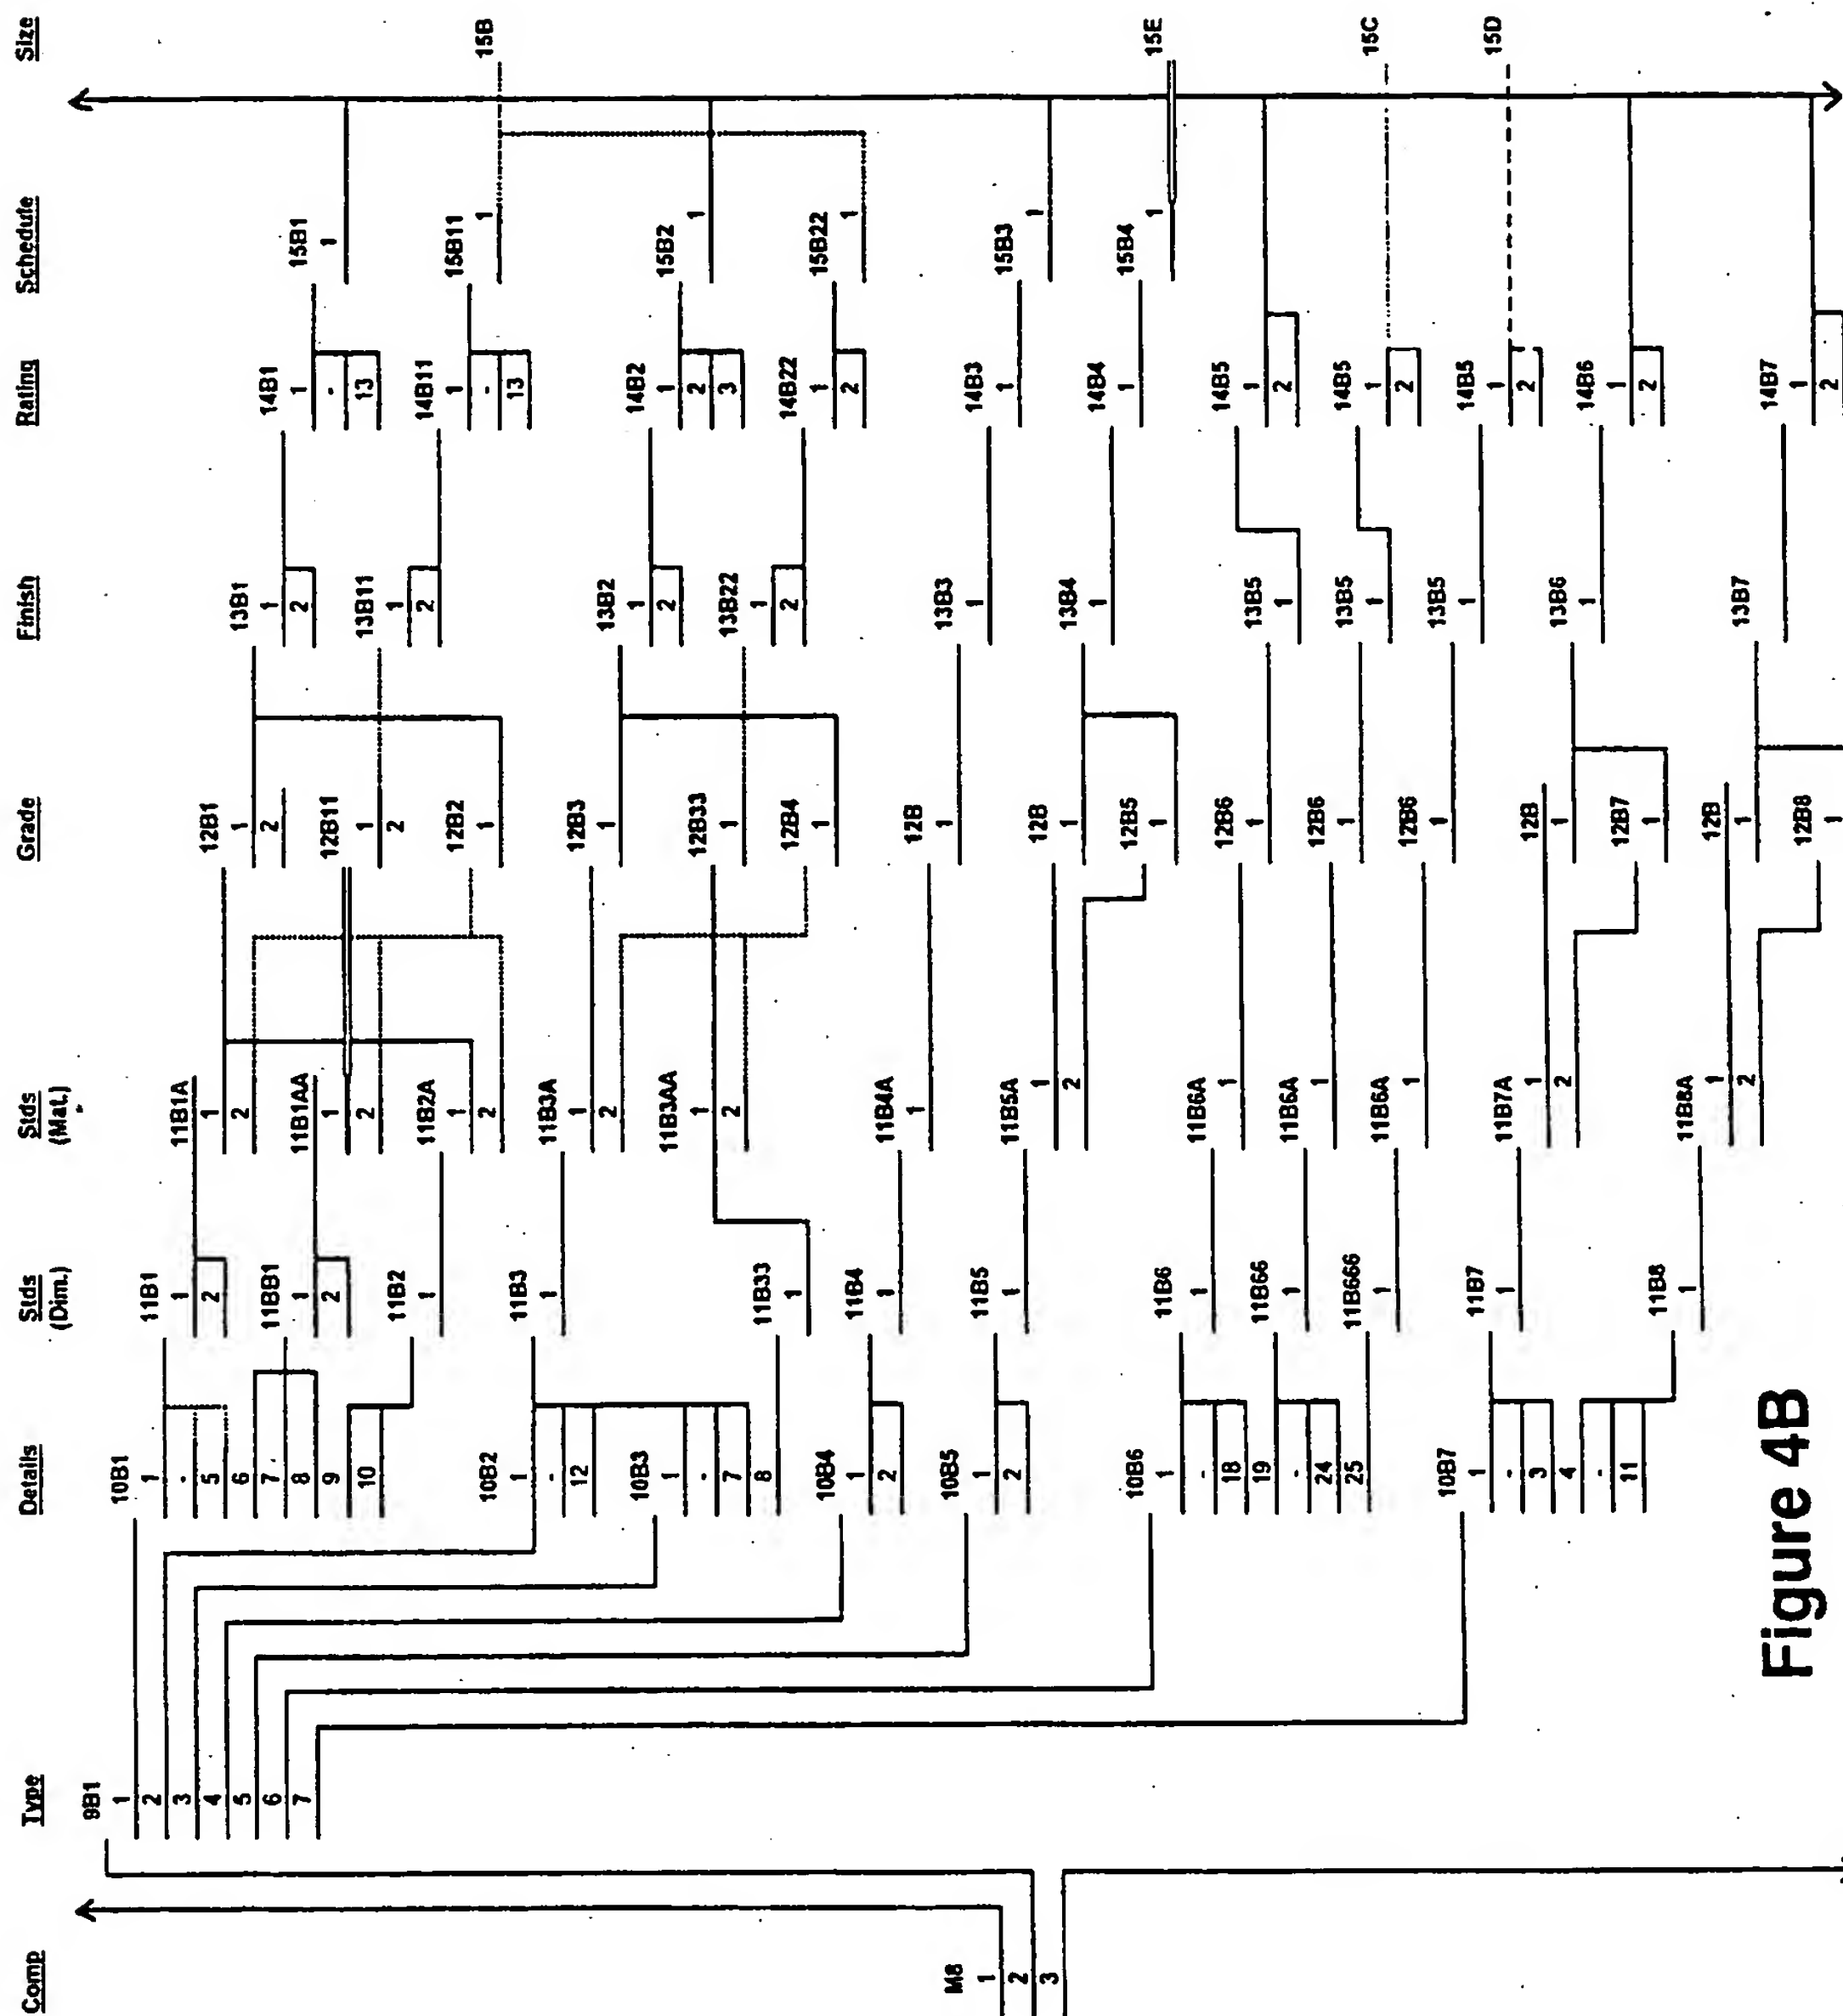 Comp
M8
1
2
3
Type
9B1
1
2
3
4
5
6
7
Details
10B1
1
-
5
6
7
8
9
10
10B2
1
-
12
10B3
1
-
7
8
10B4
1
2
10B5
1
2
10B6
1
-
18
19
-
24
25
10B7
1
-
3
4
-
11
Stds
(Dim.)
11B1
1
2
11BB1
1
2
11B2
1
11B3
1
11B33
1
11B4
1
11B5
1
11B6
1
11B66
1
11B666
1
11B7
1
11B8
1
Stds
(Mat.)
11B1A
1
2
11B1AA
1
2
11B2A
1
2
11B3A
1
2
11B3AA
1
2
11B4A
1
11B5A
1
2
11B6A
1
11B6A
1
11B6A
1
11B7A
1
2
11B8A
1
2
Grade
12B1
1
2
12B11
1
2
12B2
1
12B3
1
12B33
1
12B4
1
12B
1
12B
1
12B5
1
12B6
1
12B6
1
12B6
1
12B
1
12B7
1
12B
1
12B8
1
Finish
13B1
1
2
13B11
1
2
13B2
1
2
13B22
1
2
13B3
1
13B4
1
13B5
1
13B5
1
13B5
1
13B6
1
13B7
Rating
14B1
1
-
13
14B11
1
-
13
14B2
1
2
3
14B22
1
2
14B3
1
14B4
1
14B5
1
2
14B5
1
2
14B5
1
2
14B6
1
2
14B7
1
2
Schedule
15B1
1
15B11
1
15B2
1
15B22
1
15B3
1
15B4
1
Size
15B
15E
15C
15D
Figure 4B